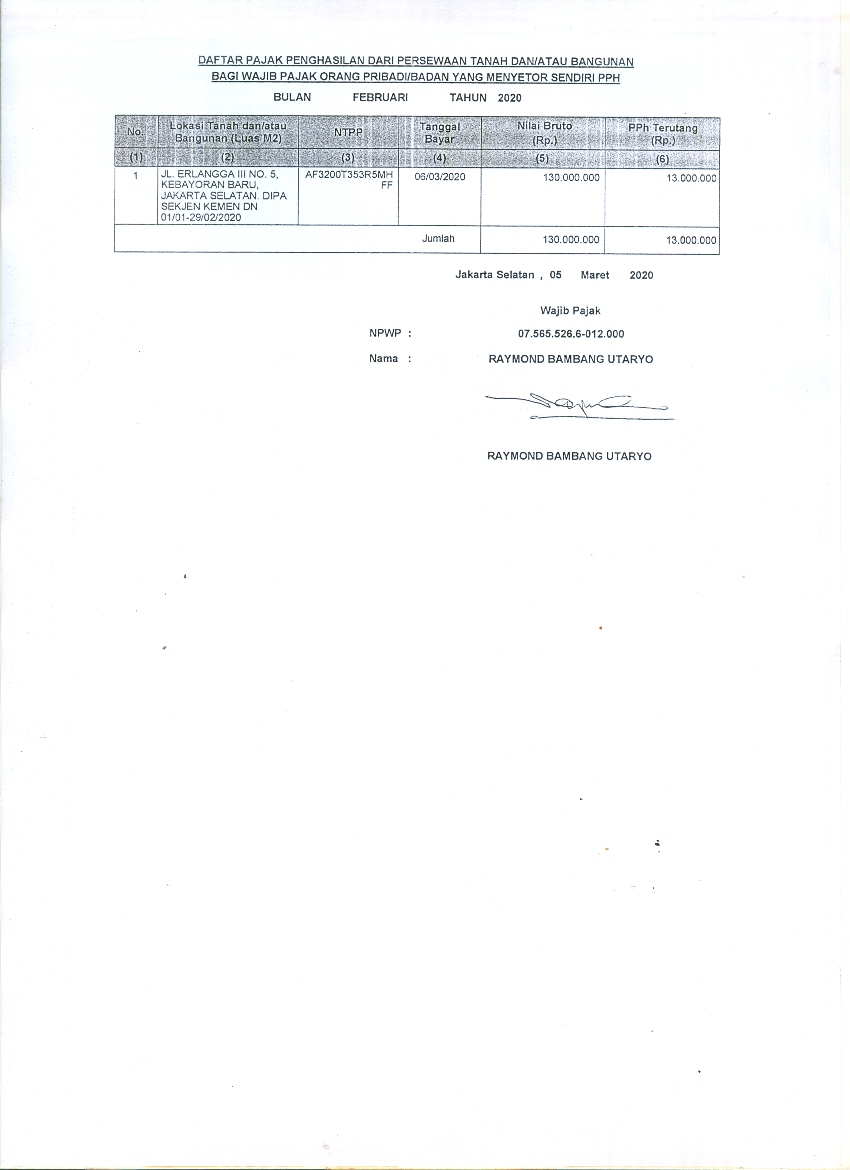 DAFTAR PAJAK PENGHASILAN DARI PERSEWAAN TANAH DAN/ATAU BANGUNAN
BAGI WAJIB PAJAK ORANG PRIBADI/BADAN YANG MENYETOR SENDIRI PPH
BULAN FEBRUARI TAHUN 2020
No. Lokasi Tanah dan/atau Bangunan (Luas M2) NTPP Tanggal Bayar Nilai Bruto (Rp.) PPh Terutang (Rp.)
(1) (2) (3) (4) (5) (6)
1 JL. ERLANGGA III NO. 5, AF3200T353R5MH 06/03/2020 130.000.000 13.000.000
KEBAYORAN BARU, FF
JAKARTA SELATAN. DIPA
SEKJEN KEMEN DN
01/01-29/02/2020
Jumlah 130.000.000 13.000.000
Jakarta Selatan , 05 Maret 2020
Wajib Pajak
NPWP : 07.565.526.6-012.000
Nama : RAYMOND BAMBANG UTARYO
RAYMOND BAMBANG UTARYO